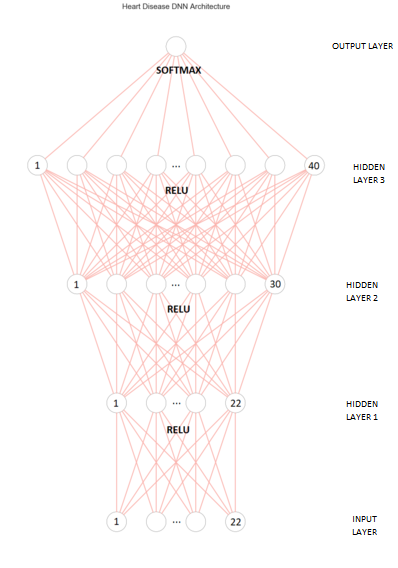 Heart Disease DNN Architecture
OUTPUT LAYER
SOFTMAX
1 ... 40
HIDDEN
LAYER 3
RELU
1 ... 30
HIDDEN
LAYER 2
RELU
1 ... 22
HIDDEN
LAYER 1
RELU
1 ... 22
INPUT
LAYER